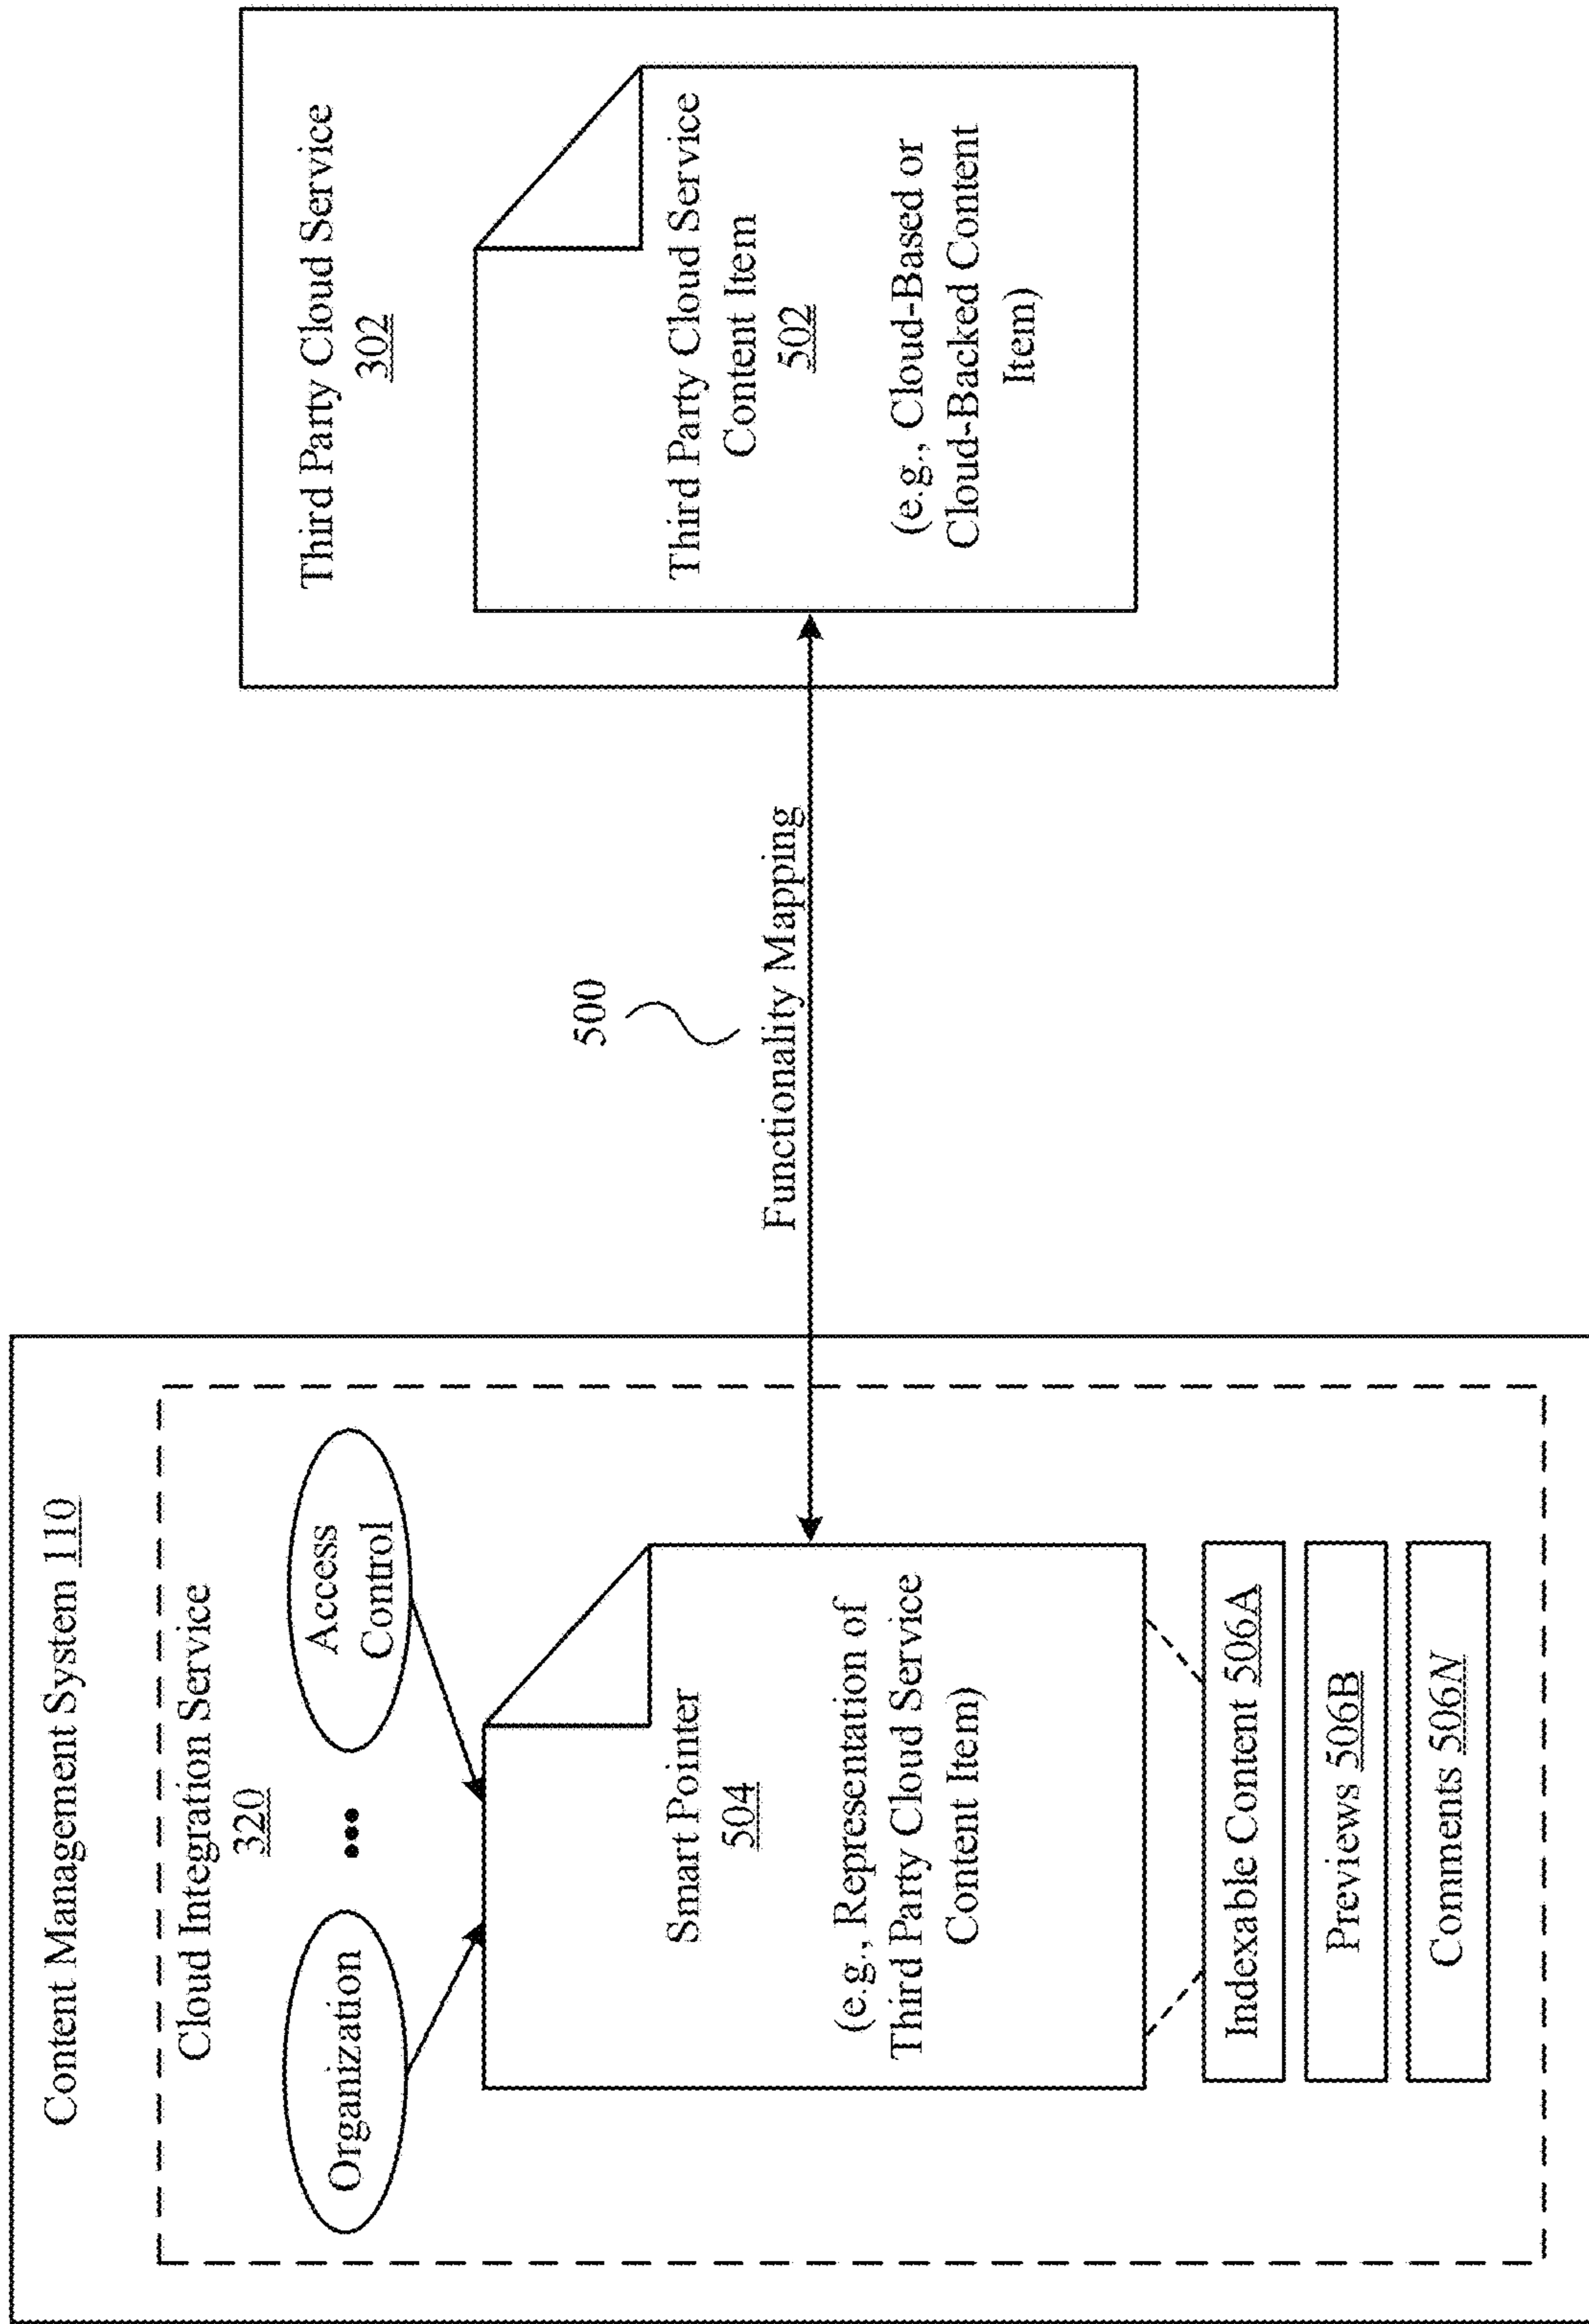 Content Management System 110
Cloud Integration Service
320
Organization
•••
Access
Control
Smart Pointer
504
(e.g., Representation of
Third Party Cloud Service
Content Item)
Indexable Content 506A
Previews 506B
Comments 506N
500
Functionality Mapping
Third Party Cloud Service
302
Third Party Cloud Service
Content Item
502
(e.g., Cloud-Based or
Cloud-Backed Content
Item)